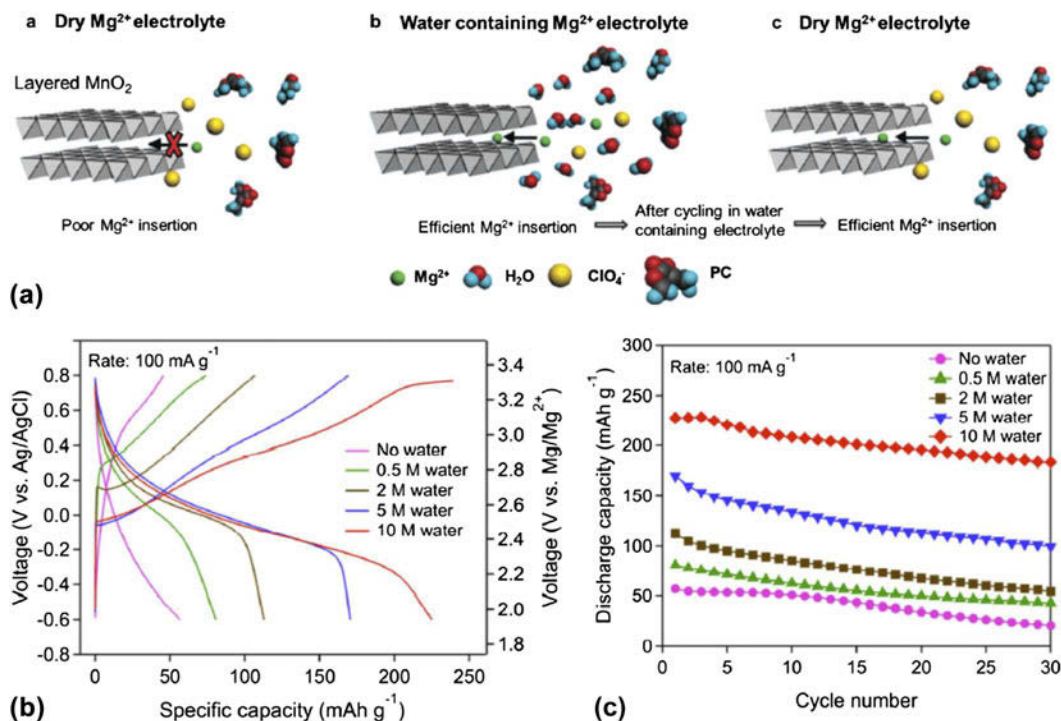 a Dry Mg²⁺ electrolyte
b Water containing Mg²⁺ electrolyte
c Dry Mg²⁺ electrolyte
Layered MnO₂
Poor Mg²⁺ insertion
Efficient Mg²⁺ insertion
After cycling in water
containing electrolyte
Efficient Mg²⁺ insertion
(a)
Mg²⁺
H₂O
ClO₄⁻
PC
Rate: 100 mA g⁻¹
Voltage (V vs. Ag/AgCl)
0.8
0.6
0.4
0.2
0.0
-0.2
-0.4
-0.6
-0.8
No water
0.5 M water
2 M water
5 M water
10 M water
3.4
3.2
3.0
2.8
2.6
2.4
2.2
2.0
1.8
Voltage (V vs. Mg/Mg²⁺)
0 50 100 150 200 250
Specific capacity (mAh g⁻¹)
(b)
Rate: 100 mA g⁻¹
Discharge capacity (mAh g⁻¹)
300
250
200
150
100
50
0
No water
0.5 M water
2 M water
5 M water
10 M water
0 5 10 15 20 25 30
Cycle number
(c)